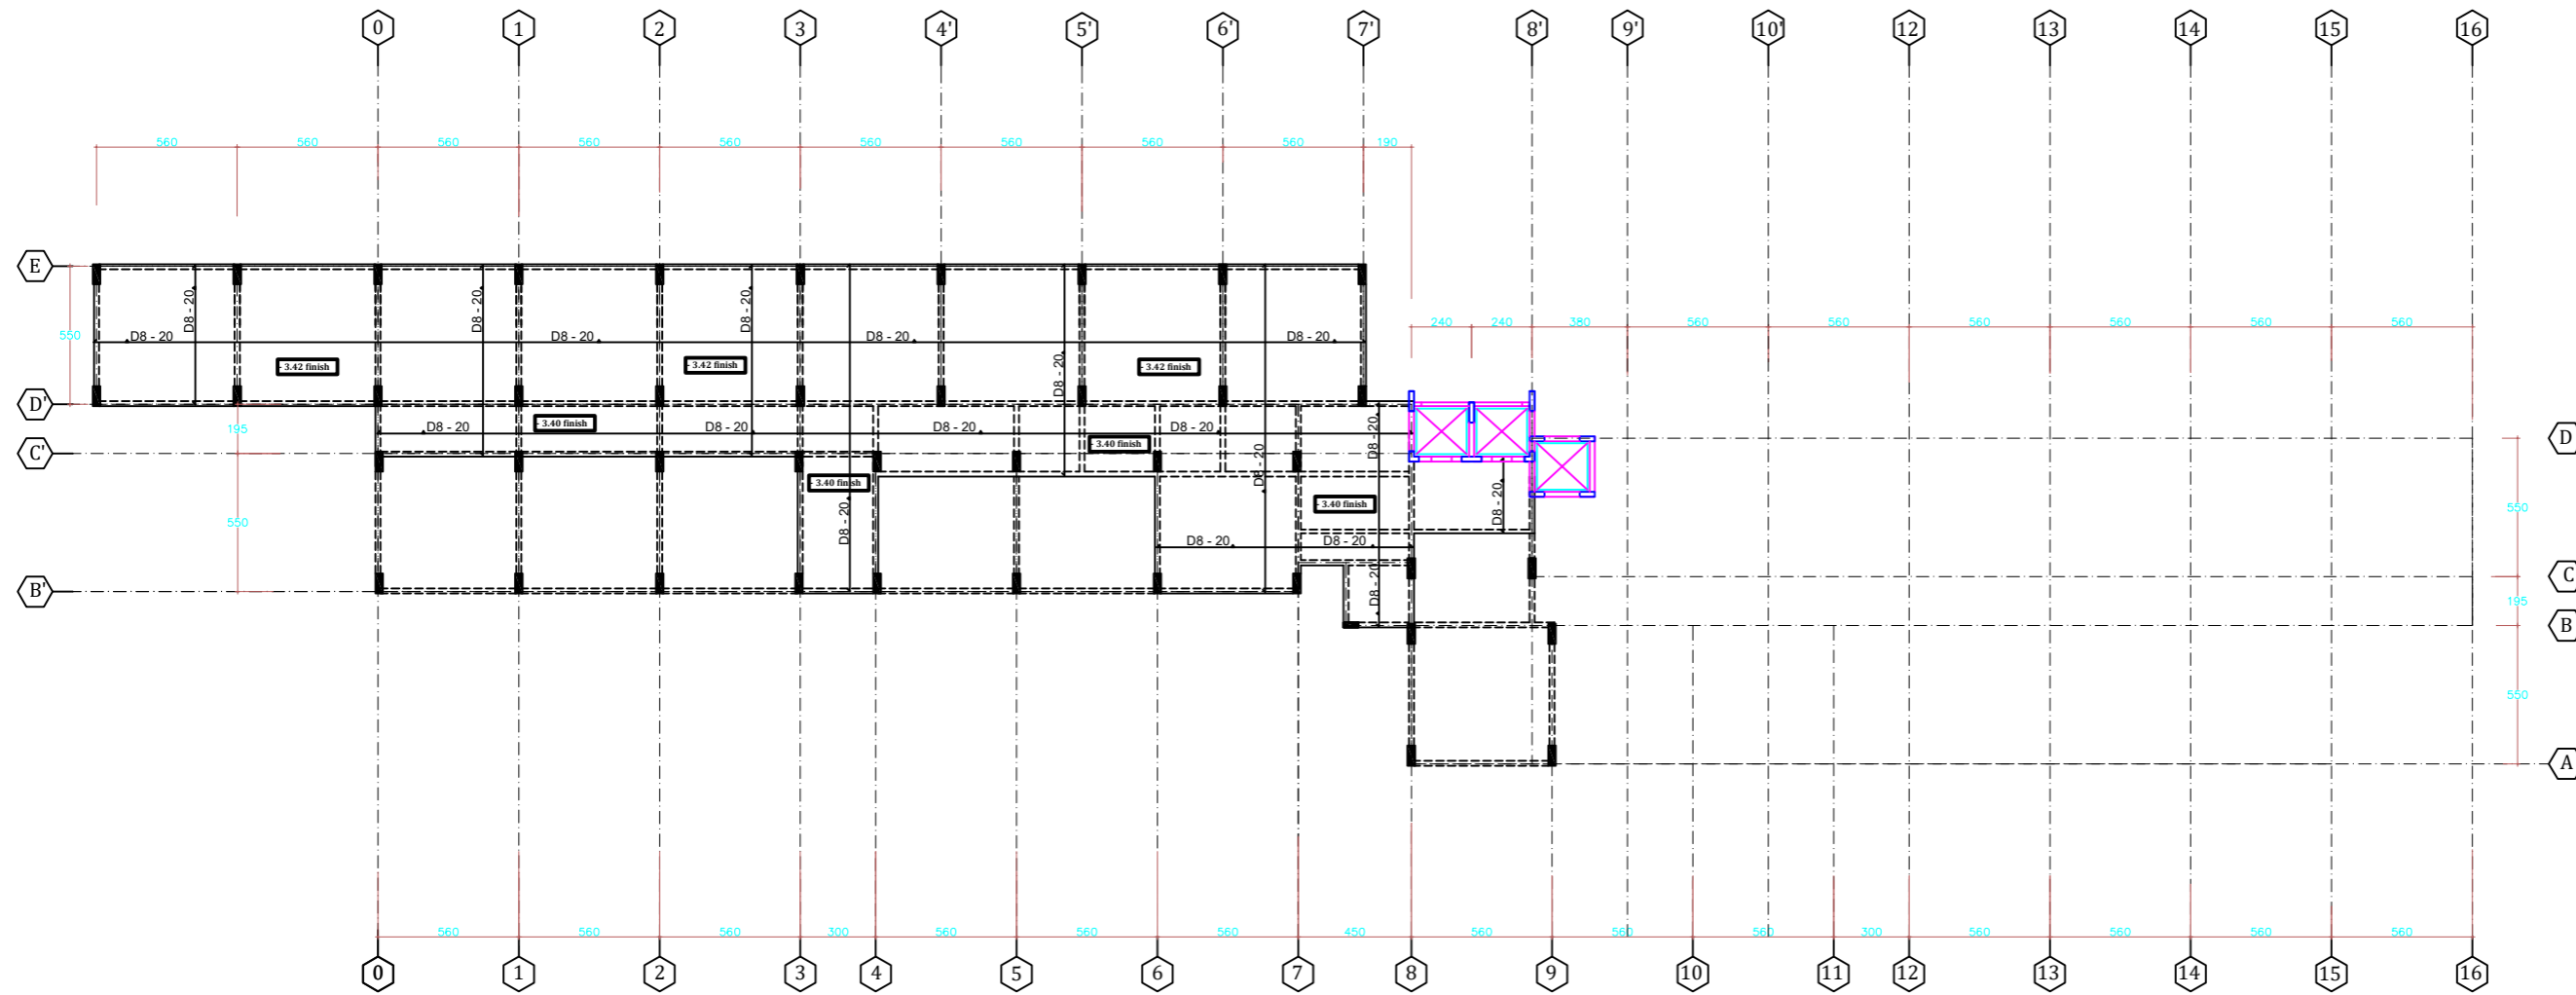 0 1 2 3 4' 5' 6' 7' 8' 9' 10' 12 13 14 15 16
560 560 560 560 560 560 560 560 560 190
E
D8 - 20 D8 - 20 D8 - 20
240 240 380 560 560 560 560 560 560
550
D8 - 20 D8 - 20 D8 - 20 D8 - 20
D8 - 20
- 3.42 finish - 3.42 finish - 3.42 finish
D'
- 3.40 finish
195 D8 - 20 D8 - 20 D8 - 20 D8 - 20 D8 - 20
- 3.40 finish
D
C'
D8 - 20
- 3.40 finish
- 3.40 finish
D8 - 20 D8 - 20
550
550
D8 - 20 D8 - 20
C
D8 - 20
B'
195
B
550
A
560 560 560 300 560 560 560 450 560 560 560 300 560 560 560 560
0 1 2 3 4 5 6 7 8 9 10 11 12 13 14 15 16